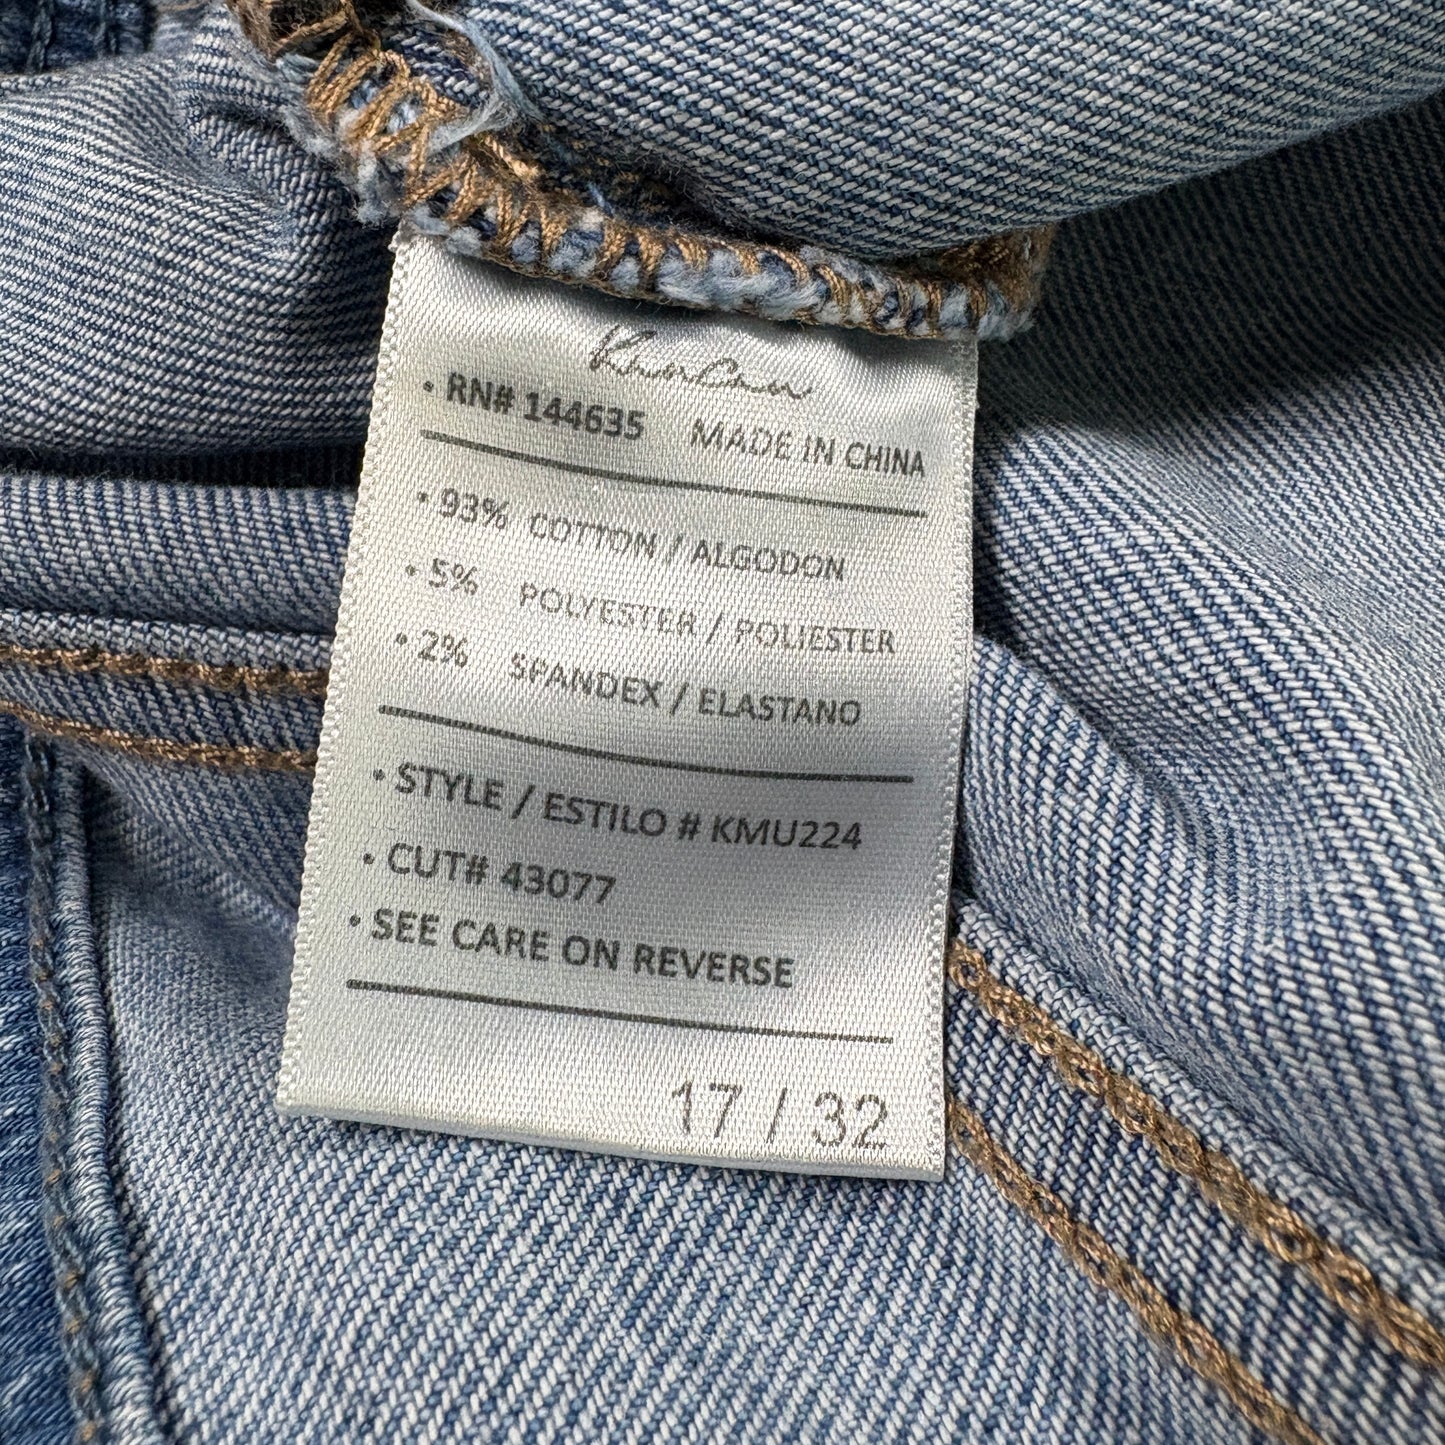 KanCan
• RN# 144635 MADE IN CHINA
• 93% COTTON / ALGODON
• 5% POLYESTER / POLIESTER
• 2% SPANDEX / ELASTANO
• STYLE / ESTILO # KMU224
• CUT# 43077
• SEE CARE ON REVERSE
17 / 32